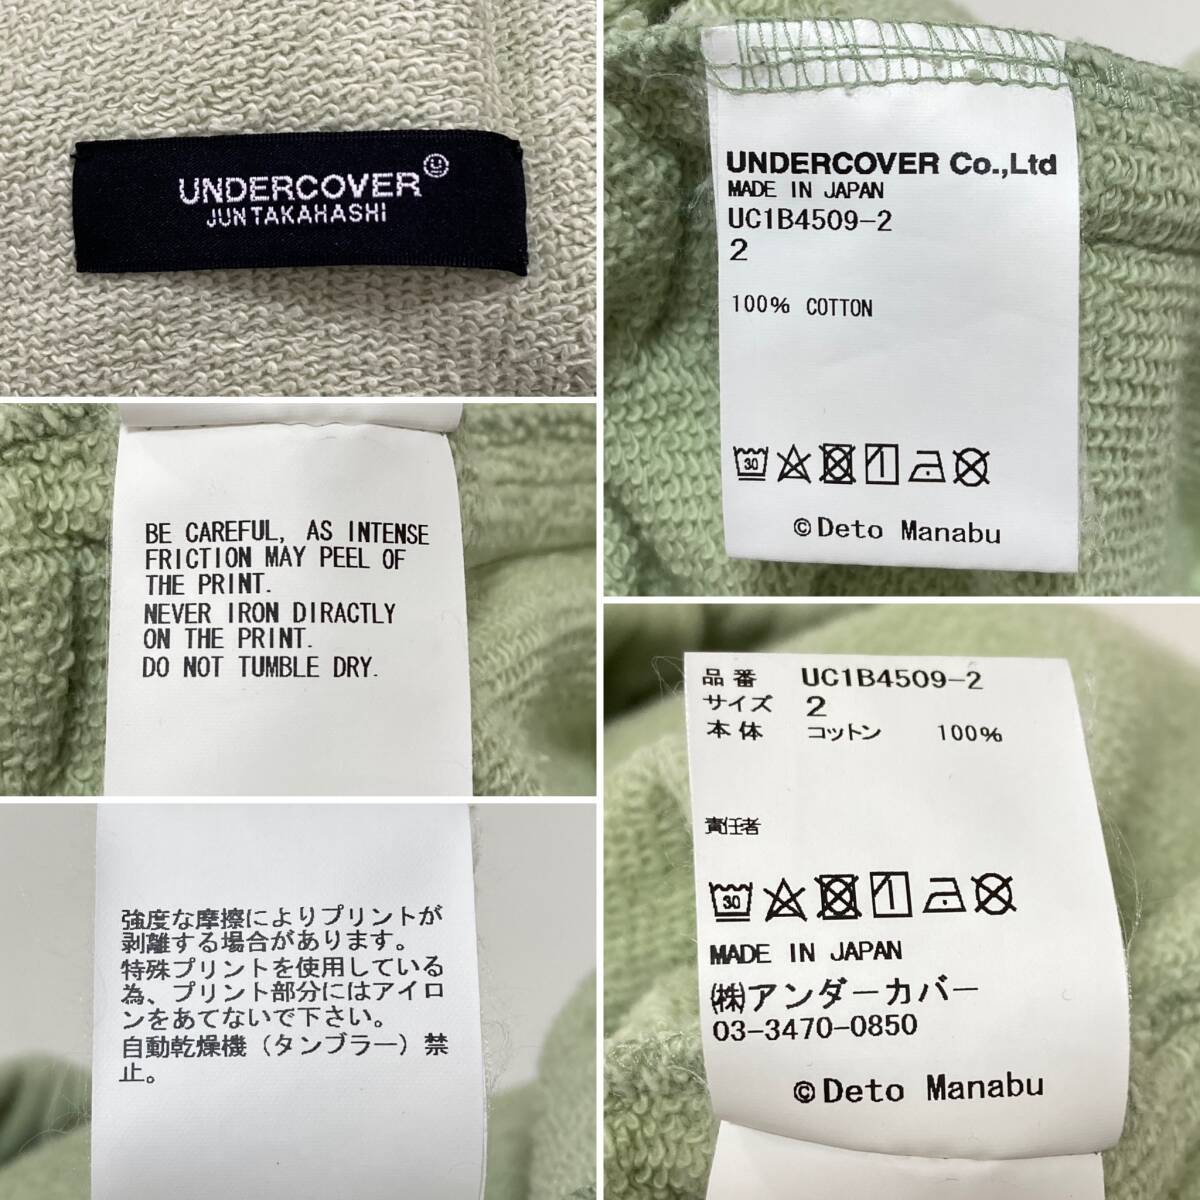 UNDERCOVER
JUNTAKAHASHI
UNDERCOVER Co.,Ltd
MADE IN JAPAN
UC1B4509-2
2
100% COTTON
30
©Deto Manabu
BE CAREFUL, AS INTENSE
FRICTION MAY PEEL OF
THE PRINT.
NEVER IRON DIRACTLY
ON THE PRINT.
DO NOT TUMBLE DRY.
品番 UC1B4509-2
サイズ 2
本体 コットン 100%
責任者
30
MADE IN JAPAN
㈱アンダーカバー
03-3470-0850
©Deto Manabu
強度な摩擦によりプリントが
剥離する場合があります。
特殊プリントを使用している
為、プリント部分にはアイロ
ンをあてないで下さい。
自動乾燥機（タンブラー）禁
止。